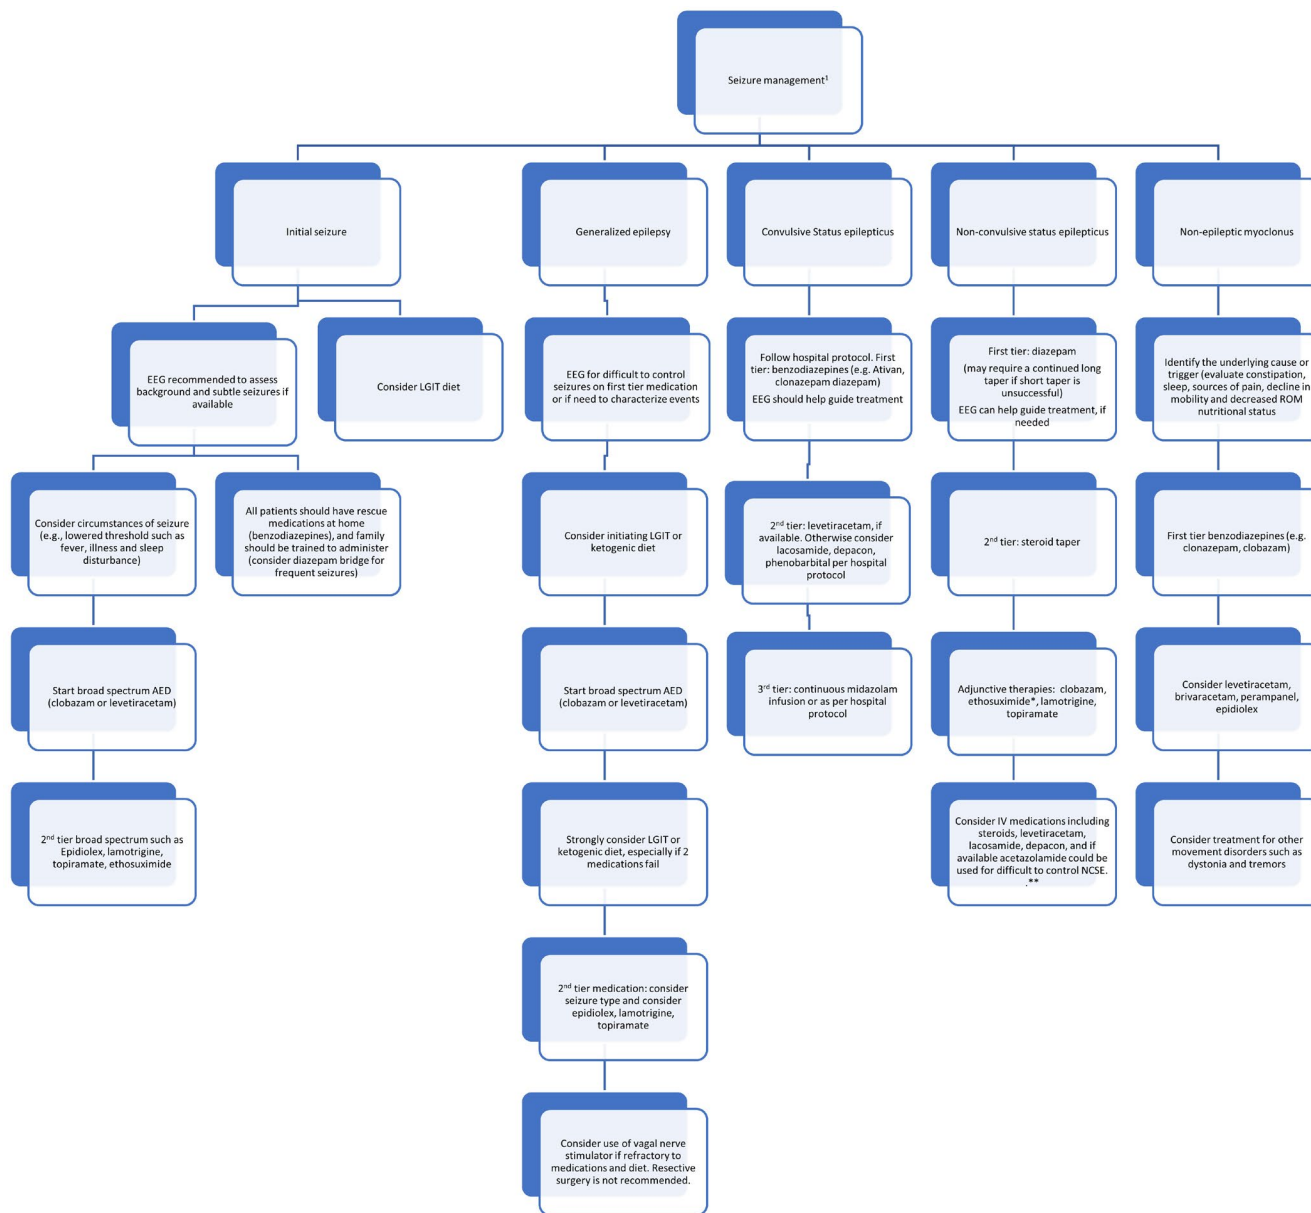 Seizure management¹
Initial seizure
Generalized epilepsy
Convulsive Status epilepticus
Non-convulsive status epilepticus
Non-epileptic myoclonus
EEG recommended to assess
background and subtle seizures if
available
Consider LGIT diet
EEG for difficult to control
seizures on first tier medication
or if need to characterize events
Follow hospital protocol. First
tier: benzodiazepines (e.g. Ativan,
clonazepam diazepam)
EEG should help guide treatment
First tier: diazepam
(may require a continued long
taper if short taper is
unsuccessful)
EEG can help guide treatment, if
needed
Identify the underlying cause or
trigger (evaluate constipation,
sleep, sources of pain, decline in
mobility and decreased ROM
nutritional status
Consider circumstances of seizure
(e.g., lowered threshold such as
fever, illness and sleep
disturbance)
All patients should have rescue
medications at home
(benzodiazepines), and family
should be trained to administer
(consider diazepam bridge for
frequent seizures)
Consider initiating LGIT or
ketogenic diet
2nd tier: levetiracetam, if
available. Otherwise consider
lacosamide, depacon,
phenobarbital per hospital
protocol
2nd tier: steroid taper
First tier benzodiazepines (e.g.
clonazepam, clobazam)
Start broad spectrum AED
(clobazam or levetiracetam)
Start broad spectrum AED
(clobazam or levetiracetam)
3rd tier: continuous midazolam
infusion or as per hospital
protocol
Adjunctive therapies: clobazam,
ethosuximide*, lamotrigine,
topiramate
Consider levetiracetam,
brivaracetam, perampanel,
epidiolex
2nd tier broad spectrum such as
Epidiolex, lamotrigine,
topiramate, ethosuximide
Strongly consider LGIT or
ketogenic diet, especially if 2
medications fail
Consider IV medications including
steroids, levetiracetam,
lacosamide, depacon, and if
available acetazolamide could be
used for difficult to control NCSE.
.**
Consider treatment for other
movement disorders such as
dystonia and tremors
2nd tier medication: consider
seizure type and consider
epidiolex, lamotrigine,
topiramate
Consider use of vagal nerve
stimulator if refractory to
medications and diet. Resective
surgery is not recommended.